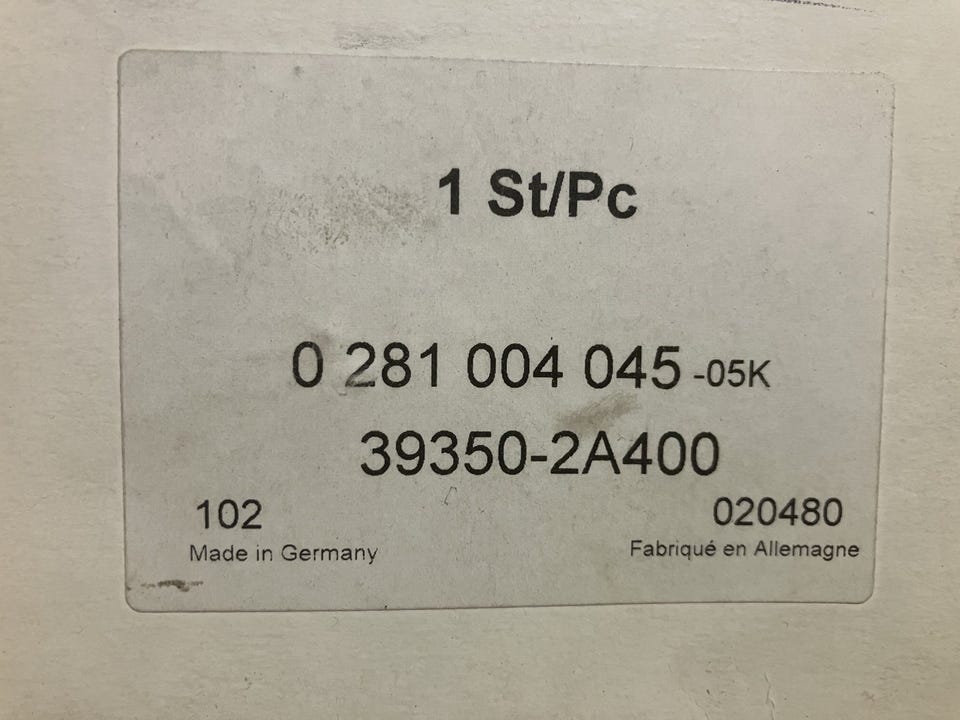 1 St/Pc
0 281 004 045 -05K
39350-2A400
102 020480
Made in Germany Fabriqué en Allemagne